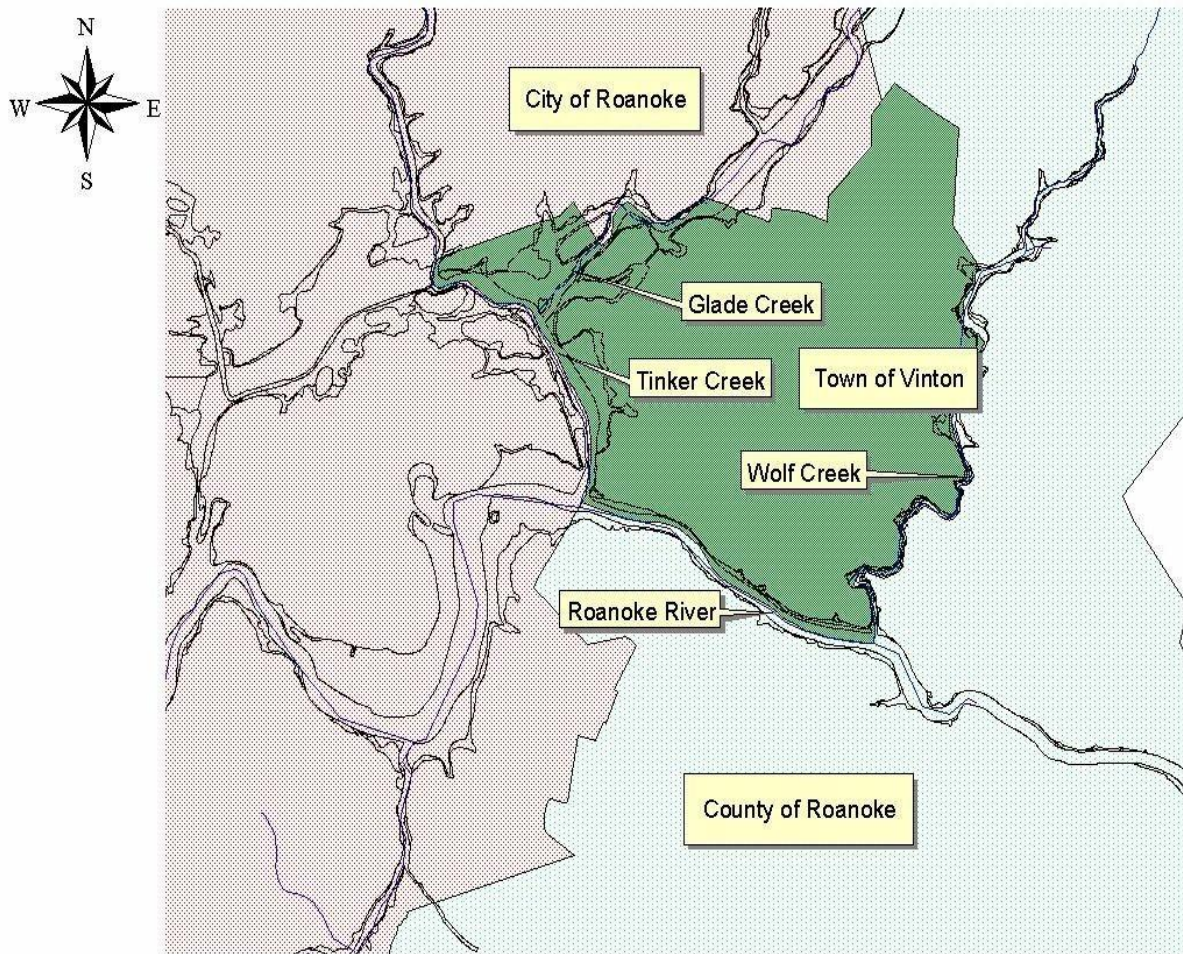 N
W E
S
City of Roanoke
Glade Creek
Tinker Creek
Town of Vinton
Wolf Creek
Roanoke River
County of Roanoke